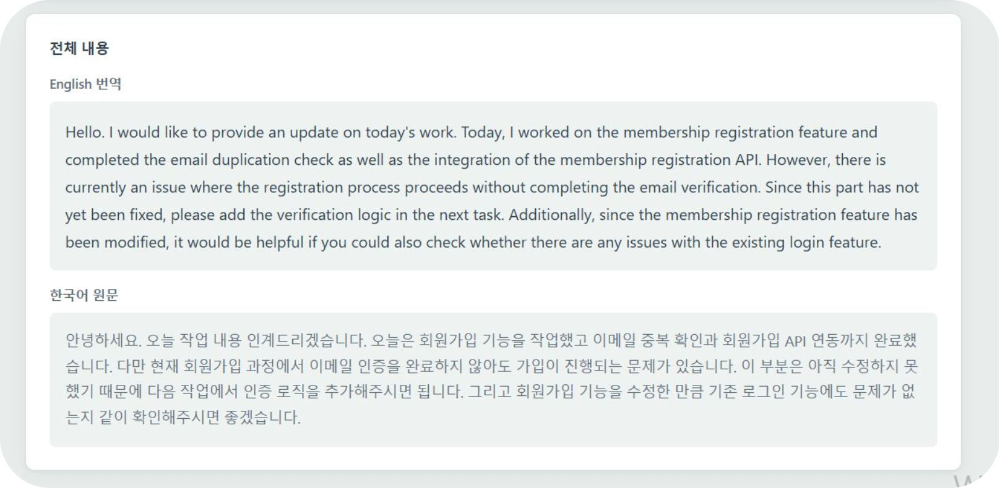 전체 내용
English 번역
Hello. I would like to provide an update on today's work. Today, I worked on the membership registration feature and
completed the email duplication check as well as the integration of the membership registration API. However, there is
currently an issue where the registration process proceeds without completing the email verification. Since this part has not
yet been fixed, please add the verification logic in the next task. Additionally, since the membership registration feature has
been modified, it would be helpful if you could also check whether there are any issues with the existing login feature.
한국어 원문
안녕하세요. 오늘 작업 내용 인계드리겠습니다. 오늘은 회원가입 기능을 작업했고 이메일 중복 확인과 회원가입 API 연동까지 완료했
습니다. 다만 현재 회원가입 과정에서 이메일 인증을 완료하지 않아도 가입이 진행되는 문제가 있습니다. 이 부분은 아직 수정하지 못
했기 때문에 다음 작업에서 인증 로직을 추가해주시면 됩니다. 그리고 회원가입 기능을 수정한 만큼 기존 로그인 기능에도 문제가 없
는지 같이 확인해주시면 좋겠습니다.